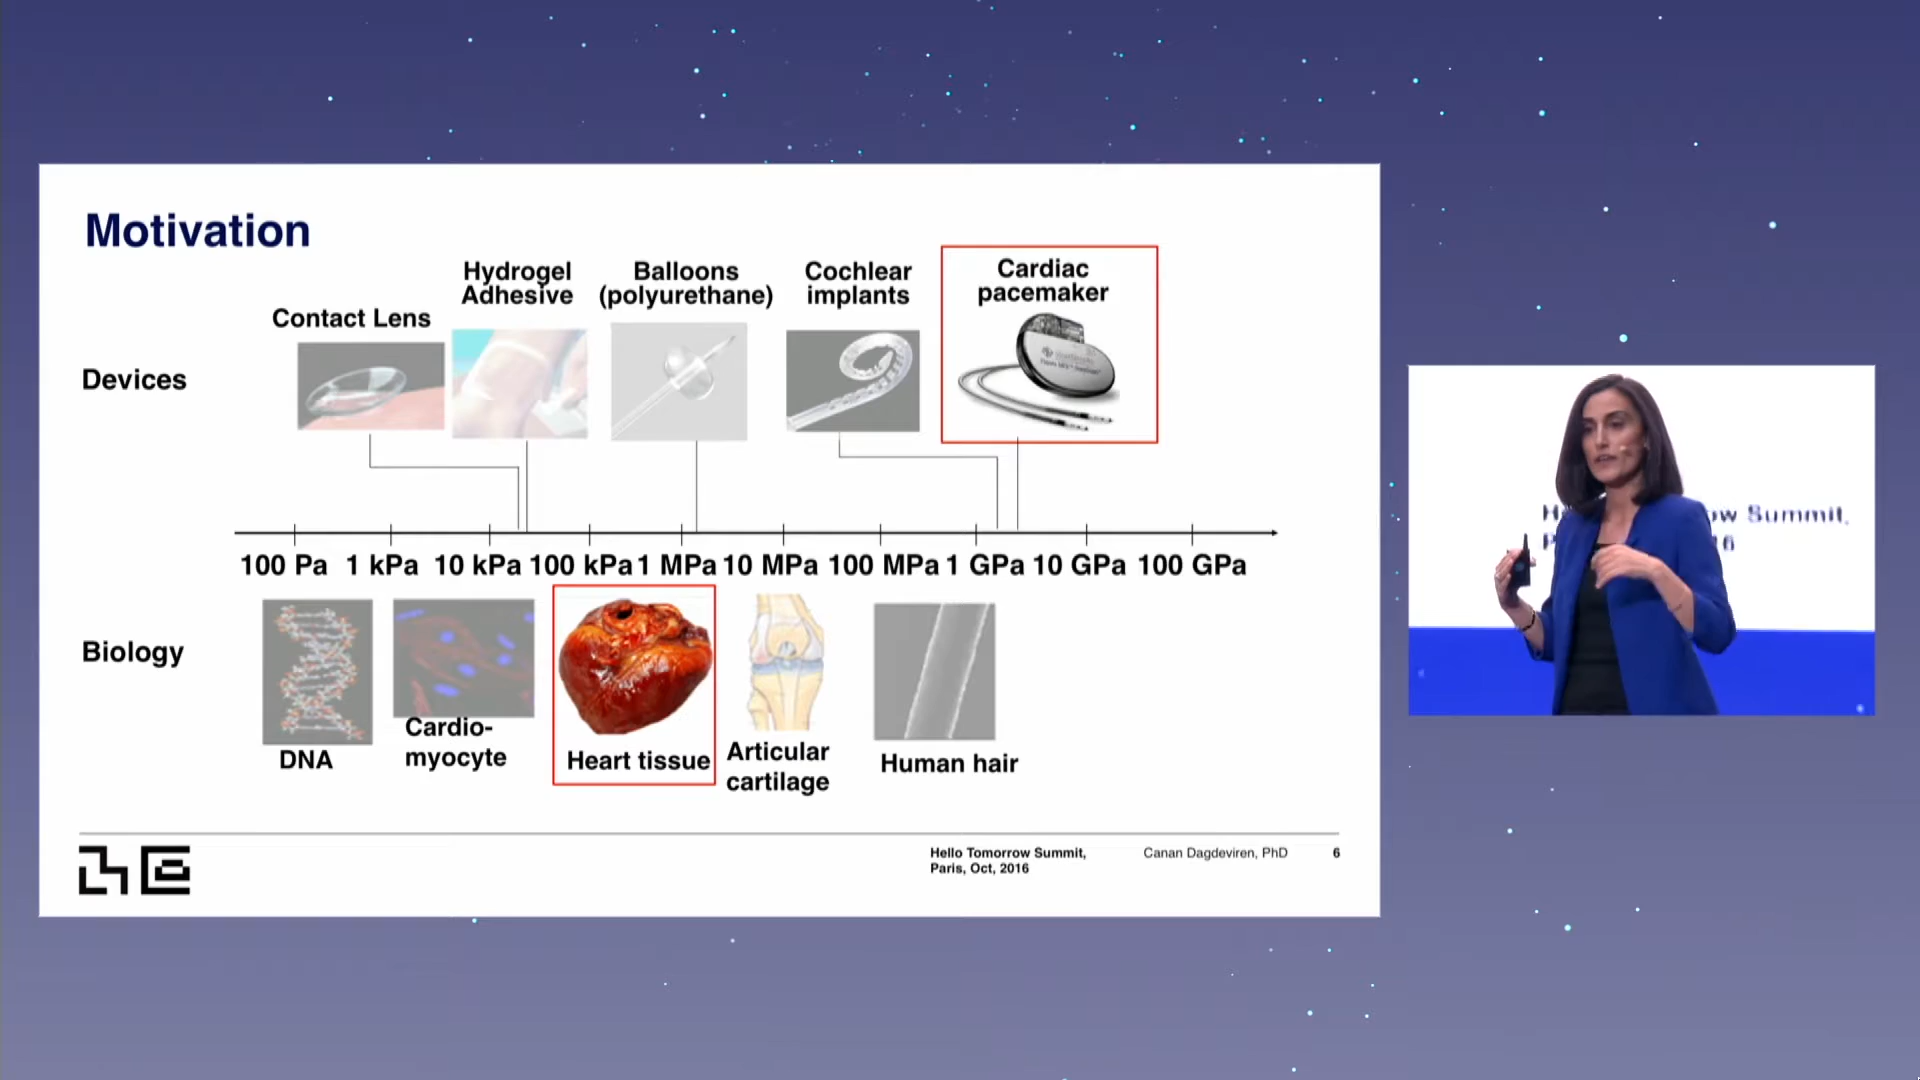 Motivation
Hydrogel
Adhesive
Balloons
(polyurethane)
Cochlear
implants
Cardiac
pacemaker
Contact Lens
Devices
100 Pa 1 kPa 10 kPa 100 kPa 1 MPa 10 MPa 100 MPa 1 GPa 10 GPa 100 GPa
Biology
DNA
Cardio-
myocyte
Heart tissue
Articular
cartilage
Human hair
Hello Tomorrow Summit,
Paris, Oct, 2016
Canan Dagdeviren, PhD
6
ow Summit,